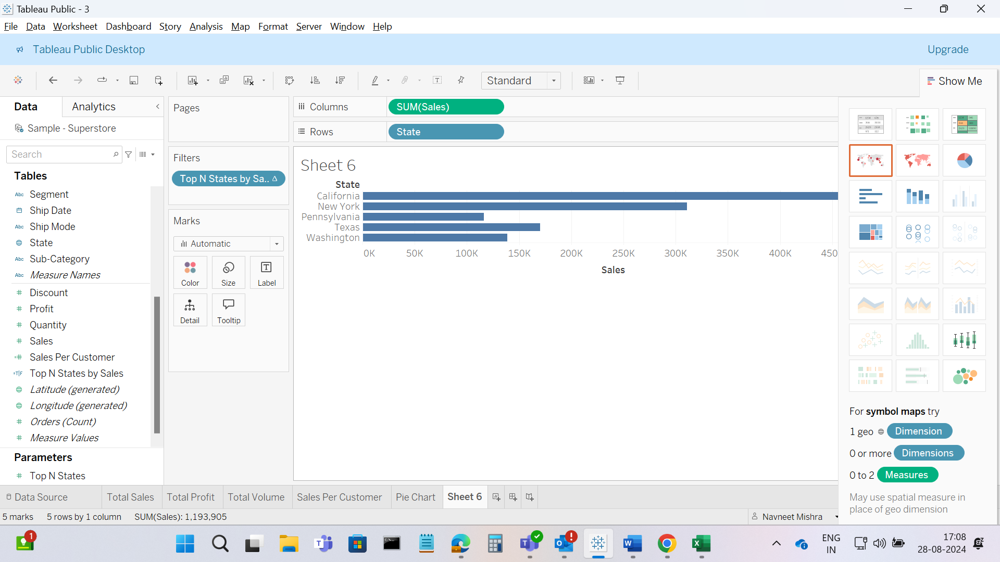 Tableau Public - 3
File Data Worksheet Dashboard Story Analysis Map Format Server Window Help
Tableau Public Desktop
Upgrade
Standard
Show Me
Data
Analytics
Sample - Superstore
Search
Tables
Abc Segment
Ship Date
Abc Ship Mode
State
Abc Sub-Category
Abc Measure Names
# Discount
# Profit
# Quantity
# Sales
=# Sales Per Customer
=T|F Top N States by Sales
Latitude (generated)
Longitude (generated)
# Orders (Count)
# Measure Values
Parameters
# Top N States
Pages
Filters
Top N States by Sa.. Δ
Marks
Automatic
Color
Size
Label
Detail
Tooltip
Columns
SUM(Sales)
Rows
State
Sheet 6
State
California
New York
Pennsylvania
Texas
Washington
0K 50K 100K 150K 200K 250K 300K 350K 400K 450
Sales
For symbol maps try
1 geo Dimension
0 or more Dimensions
0 to 2 Measures
May use spatial measure in
place of geo dimension
Data Source
Total Sales
Total Profit
Total Volume
Sales Per Customer
Pie Chart
Sheet 6
5 marks
5 rows by 1 column
SUM(Sales): 1,193,905
Navneet Mishra
1
ENG
IN
17:08
28-08-2024